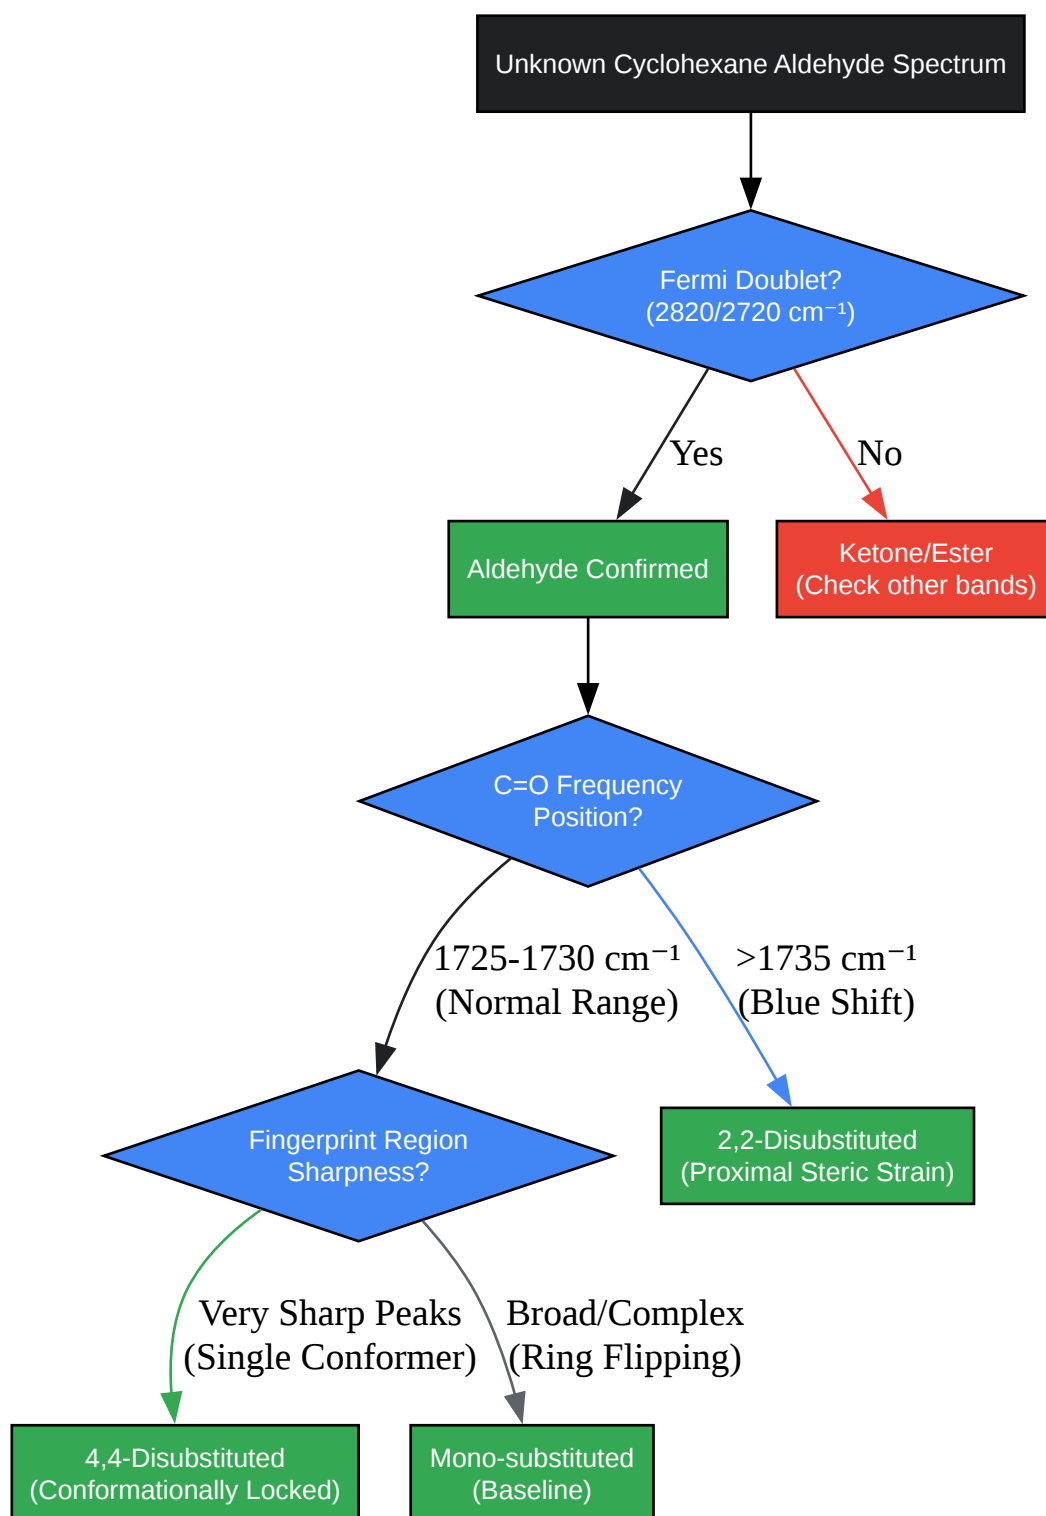 Unknown Cyclohexane Aldehyde Spectrum
Fermi Doublet?
(2820/2720 cm⁻¹)
Yes
No
Aldehyde Confirmed
Ketone/Ester
(Check other bands)
C=O Frequency
Position?
1725-1730 cm⁻¹
(Normal Range)
>1735 cm⁻¹
(Blue Shift)
Fingerprint Region
Sharpness?
2,2-Disubstituted
(Proximal Steric Strain)
Very Sharp Peaks
(Single Conformer)
Broad/Complex
(Ring Flipping)
4,4-Disubstituted
(Conformationally Locked)
Mono-substituted
(Baseline)